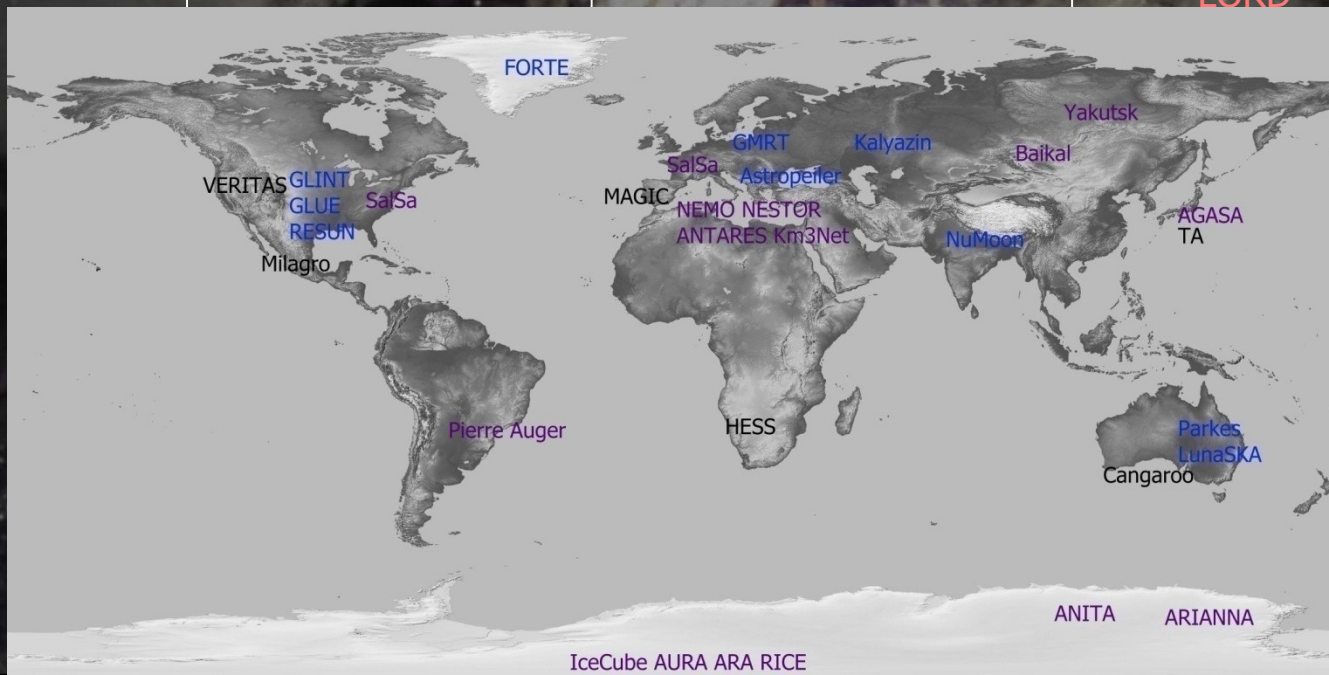 LORD
FORTE
Yakutsk
GMRT
Kalyazin
Baikal
SalSa
Astropeiler
VERITAS
GLINT
MAGIC
SalSa
GLUE
NEMO NESTOR
AGASA
RESUN
ANTARES Km3Net
TA
NuMoon
Milagro
Pierre Auger
HESS
Parkes
LunaSKA
Cangaroo
ANITA
ARIANNA
IceCube AURA ARA RICE